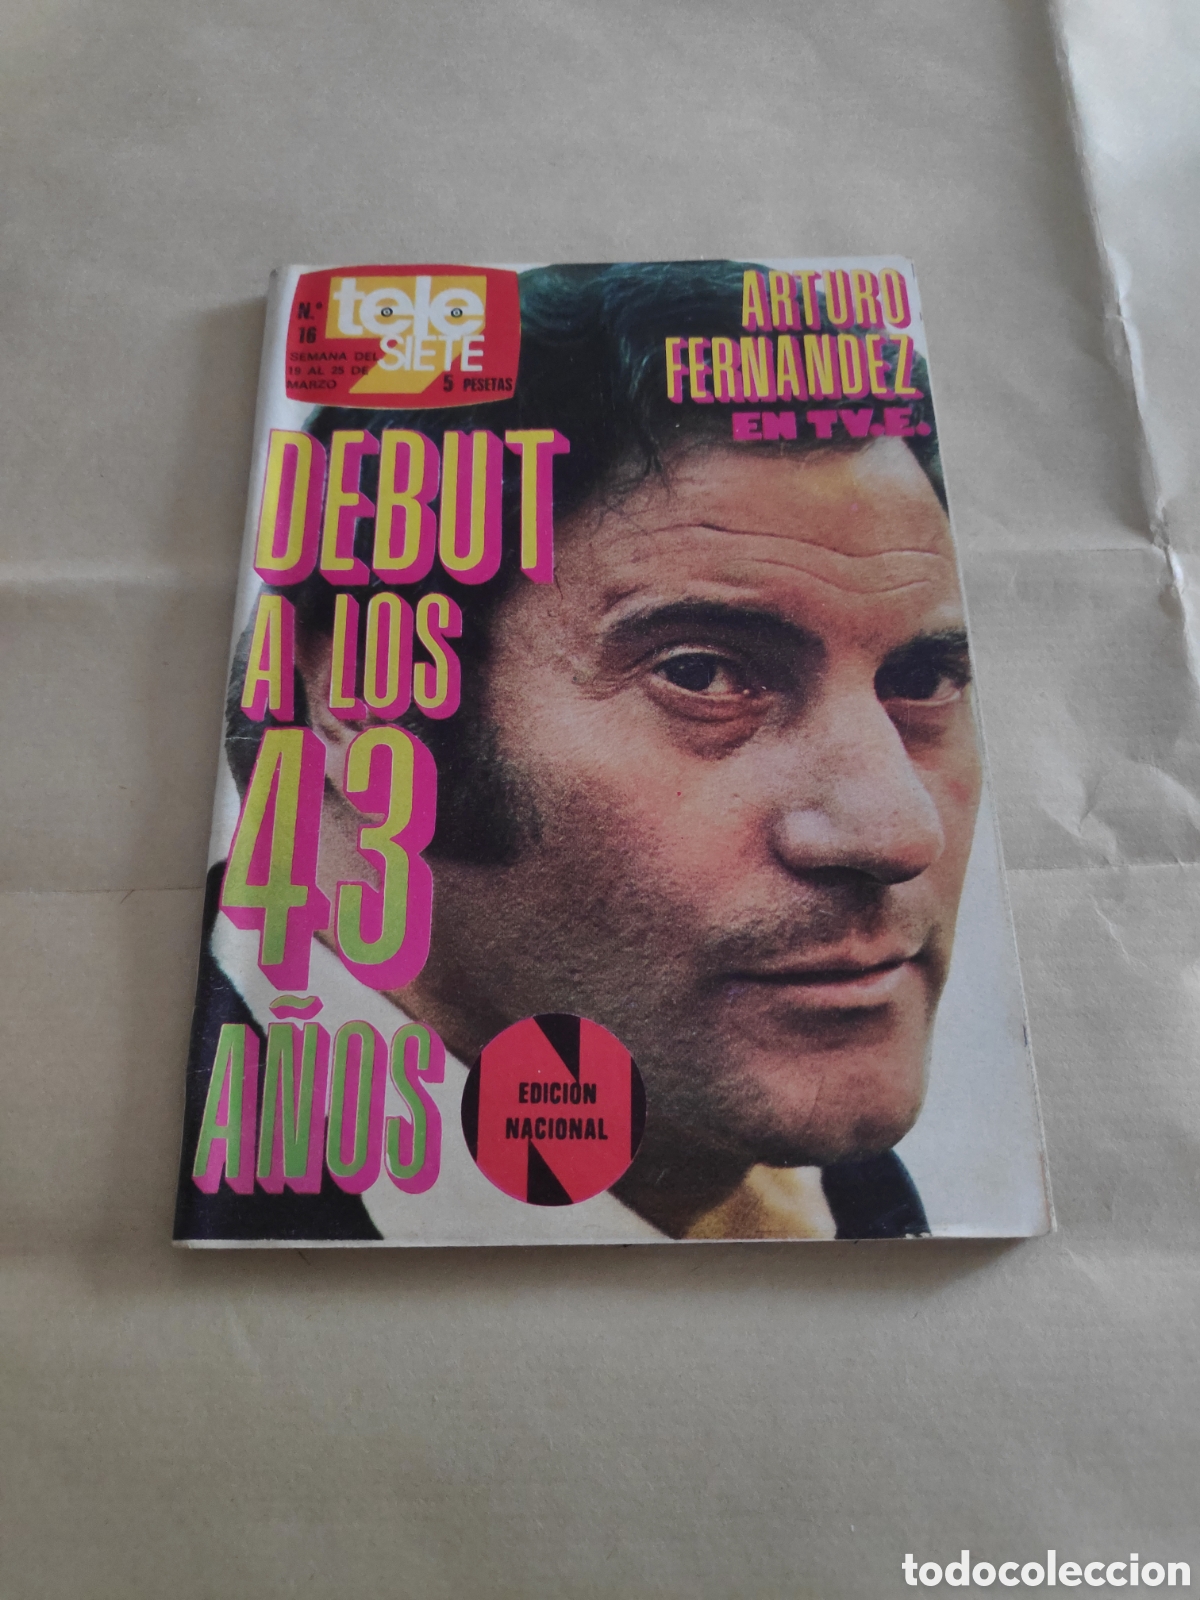 N.º
16
tele
SIETE
SEMANA DEL
19 AL 25 DE
MARZO
5 PESETAS
ARTURO
FERNANDEZ
EN TV.E.
DEBUT
A LOS
43
AÑOS
N
EDICION
NACIONAL
todocoleccion